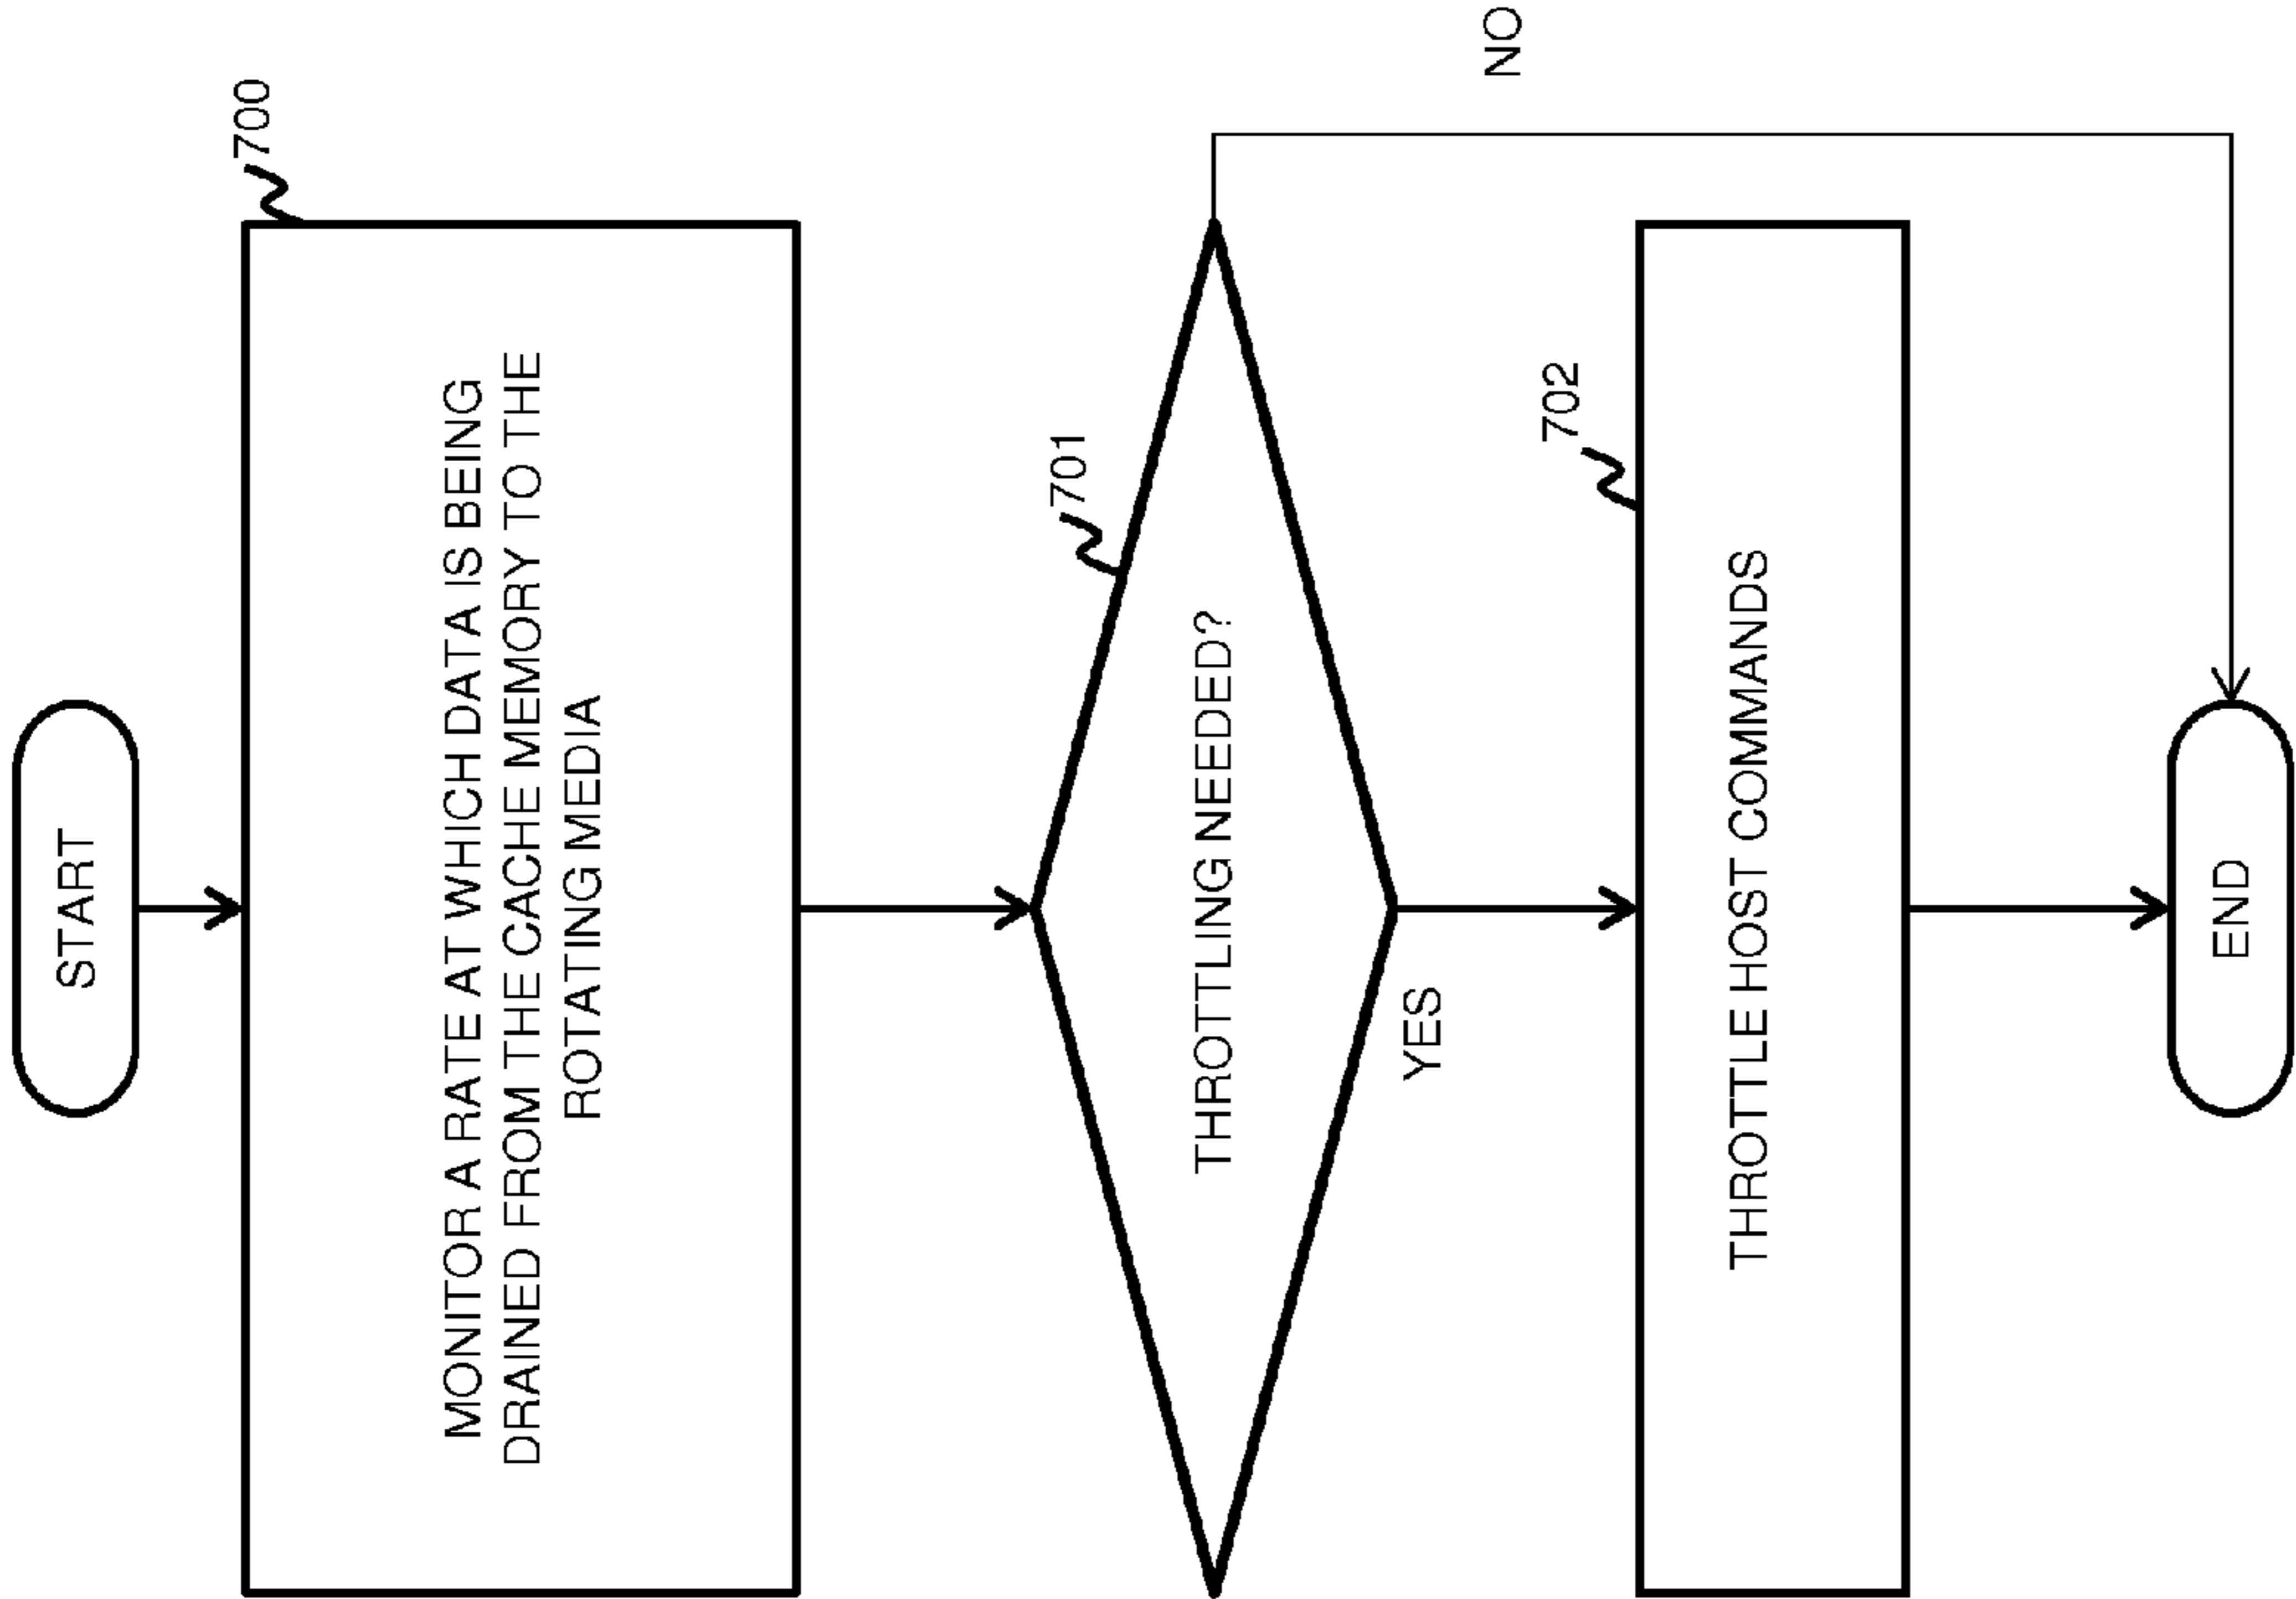 START
700
MONITOR A RATE AT WHICH DATA IS BEING
DRAINED FROM THE CACHE MEMORY TO THE
ROTATING MEDIA
701
THROTTLING NEEDED?
YES
NO
702
THROTTLE HOST COMMANDS
END